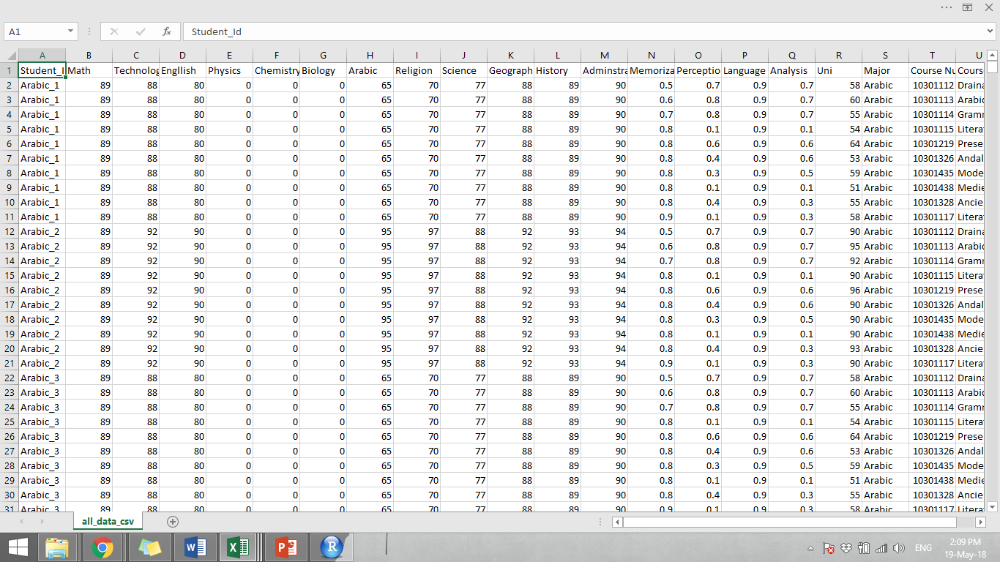 A1
fx
Student_Id
A B C D E F G H I J K L M N O P Q R S T U
1 Student_I Math Technolog Engllish Physics Chemistry Biology Arabic Religion Science Geograph History Adminstra Memoriza Perceptio Language Analysis Uni Major Course Nu Cours
2 Arabic_1 89 88 80 0 0 0 65 70 77 88 89 90 0.5 0.7 0.9 0.7 58 Arabic 10301112 Draina
3 Arabic_1 89 88 80 0 0 0 65 70 77 88 89 90 0.6 0.8 0.9 0.7 60 Arabic 10301113 Arabic
4 Arabic_1 89 88 80 0 0 0 65 70 77 88 89 90 0.7 0.8 0.9 0.7 55 Arabic 10301114 Gramm
5 Arabic_1 89 88 80 0 0 0 65 70 77 88 89 90 0.8 0.1 0.9 0.1 54 Arabic 10301115 Litera
6 Arabic_1 89 88 80 0 0 0 65 70 77 88 89 90 0.8 0.6 0.9 0.6 64 Arabic 10301219 Prese
7 Arabic_1 89 88 80 0 0 0 65 70 77 88 89 90 0.8 0.4 0.9 0.6 53 Arabic 10301326 Andal
8 Arabic_1 89 88 80 0 0 0 65 70 77 88 89 90 0.8 0.3 0.9 0.5 59 Arabic 10301435 Mode
9 Arabic_1 89 88 80 0 0 0 65 70 77 88 89 90 0.8 0.1 0.9 0.1 51 Arabic 10301438 Medie
10 Arabic_1 89 88 80 0 0 0 65 70 77 88 89 90 0.8 0.4 0.9 0.3 55 Arabic 10301328 Ancie
11 Arabic_1 89 88 80 0 0 0 65 70 77 88 89 90 0.9 0.1 0.9 0.3 58 Arabic 10301117 Litera
12 Arabic_2 89 92 90 0 0 0 95 97 88 92 93 94 0.5 0.7 0.9 0.7 90 Arabic 10301112 Draina
13 Arabic_2 89 92 90 0 0 0 95 97 88 92 93 94 0.6 0.8 0.9 0.7 95 Arabic 10301113 Arabic
14 Arabic_2 89 92 90 0 0 0 95 97 88 92 93 94 0.7 0.8 0.9 0.7 92 Arabic 10301114 Gramm
15 Arabic_2 89 92 90 0 0 0 95 97 88 92 93 94 0.8 0.1 0.9 0.1 90 Arabic 10301115 Litera
16 Arabic_2 89 92 90 0 0 0 95 97 88 92 93 94 0.8 0.6 0.9 0.6 96 Arabic 10301219 Prese
17 Arabic_2 89 92 90 0 0 0 95 97 88 92 93 94 0.8 0.4 0.9 0.6 90 Arabic 10301326 Andal
18 Arabic_2 89 92 90 0 0 0 95 97 88 92 93 94 0.8 0.3 0.9 0.5 90 Arabic 10301435 Mode
19 Arabic_2 89 92 90 0 0 0 95 97 88 92 93 94 0.8 0.1 0.9 0.1 90 Arabic 10301438 Medie
20 Arabic_2 89 92 90 0 0 0 95 97 88 92 93 94 0.8 0.4 0.9 0.3 93 Arabic 10301328 Ancie
21 Arabic_2 89 92 90 0 0 0 95 97 88 92 93 94 0.9 0.1 0.9 0.3 90 Arabic 10301117 Litera
22 Arabic_3 89 88 80 0 0 0 65 70 77 88 89 90 0.5 0.7 0.9 0.7 58 Arabic 10301112 Draina
23 Arabic_3 89 88 80 0 0 0 65 70 77 88 89 90 0.6 0.8 0.9 0.7 60 Arabic 10301113 Arabic
24 Arabic_3 89 88 80 0 0 0 65 70 77 88 89 90 0.7 0.8 0.9 0.7 55 Arabic 10301114 Gramm
25 Arabic_3 89 88 80 0 0 0 65 70 77 88 89 90 0.8 0.1 0.9 0.1 54 Arabic 10301115 Litera
26 Arabic_3 89 88 80 0 0 0 65 70 77 88 89 90 0.8 0.6 0.9 0.6 64 Arabic 10301219 Prese
27 Arabic_3 89 88 80 0 0 0 65 70 77 88 89 90 0.8 0.4 0.9 0.6 53 Arabic 10301326 Andal
28 Arabic_3 89 88 80 0 0 0 65 70 77 88 89 90 0.8 0.3 0.9 0.5 59 Arabic 10301435 Mode
29 Arabic_3 89 88 80 0 0 0 65 70 77 88 89 90 0.8 0.1 0.9 0.1 51 Arabic 10301438 Medie
30 Arabic_3 89 88 80 0 0 0 65 70 77 88 89 90 0.8 0.4 0.9 0.3 55 Arabic 10301328 Ancie
31 Arabic_3 89 88 80 0 0 0 65 70 77 88 89 90 0.9 0.1 0.9 0.3 58 Arabic 10301117 Litera
all_data_csv
ENG
2:09 PM
19-May-18